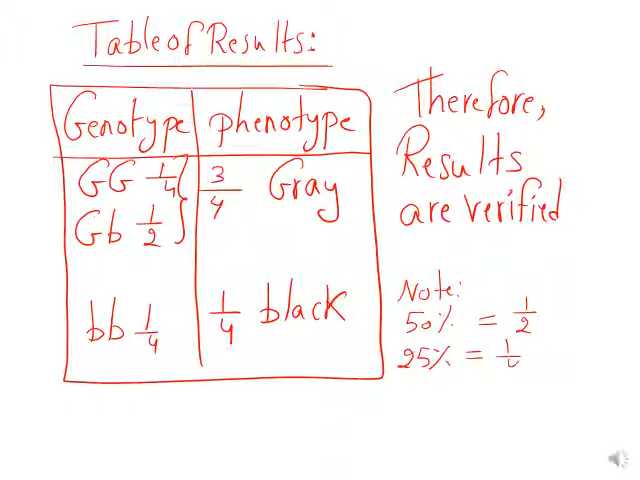 Table of Results:
Genotype phenotype
GG 1/4 } 3/4 Gray
Gb 1/2 }
bb 1/4 1/4 black
Therefore,
Results
are verified
Note:
50% = 1/2
25% = 1/4